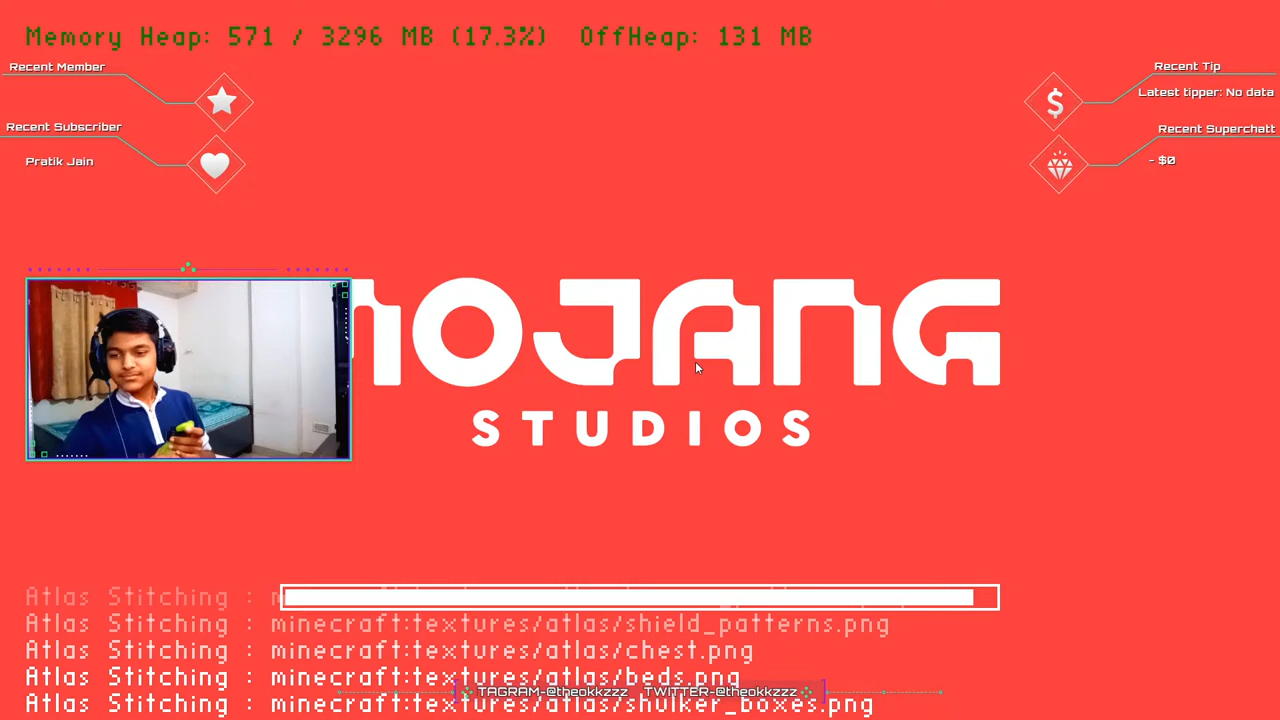 Memory Heap: 571 / 3296 MB (17.3%)  OffHeap: 131 MB
Recent Member
Recent Subscriber
Pratik Jain
Recent Tip
Latest tipper: No data
Recent Superchatt
- $0
MOJANG
STUDIOS
Atlas Stitching :
Atlas Stitching : minecraft:textures/atlas/shield_patterns.png
Atlas Stitching : minecraft:textures/atlas/chest.png
Atlas Stitching : minecraft:textures/atlas/beds.png
TAGRAM-@theokkzzz TWITTER-@theokkzzz
Atlas Stitching : minecraft:textures/atlas/shulker_boxes.png